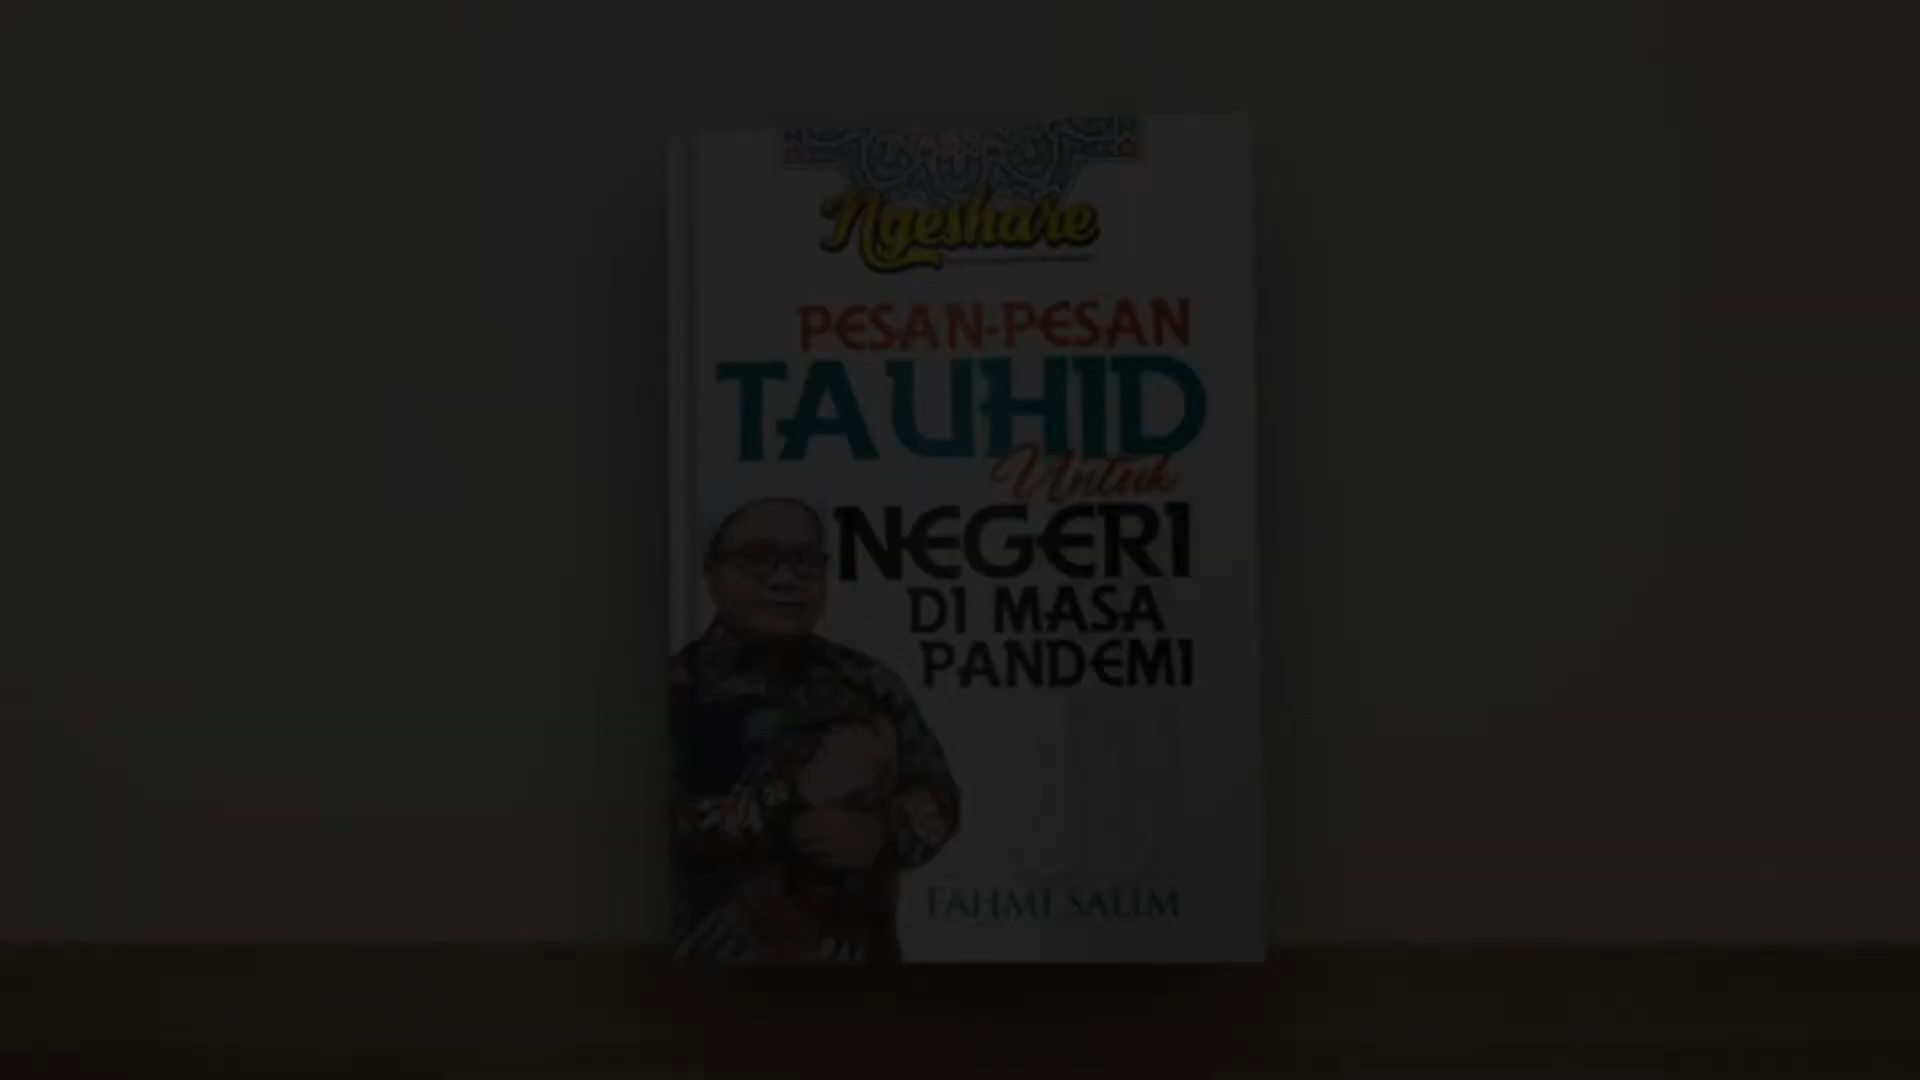 Ngeshare
PESAN-PESAN
TAUHID
Untuk
NEGERI
DI MASA
PANDEMI
FAHMI SALIM